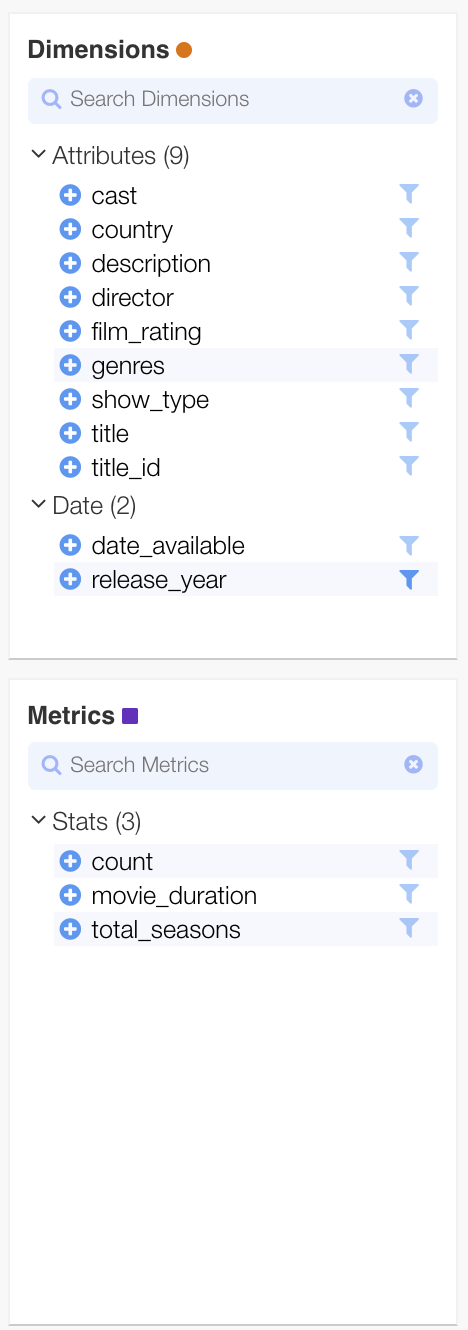 Dimensions
Search Dimensions
Attributes (9)
cast
country
description
director
film_rating
genres
show_type
title
title_id
Date (2)
date_available
release_year
Metrics
Search Metrics
Stats (3)
count
movie_duration
total_seasons